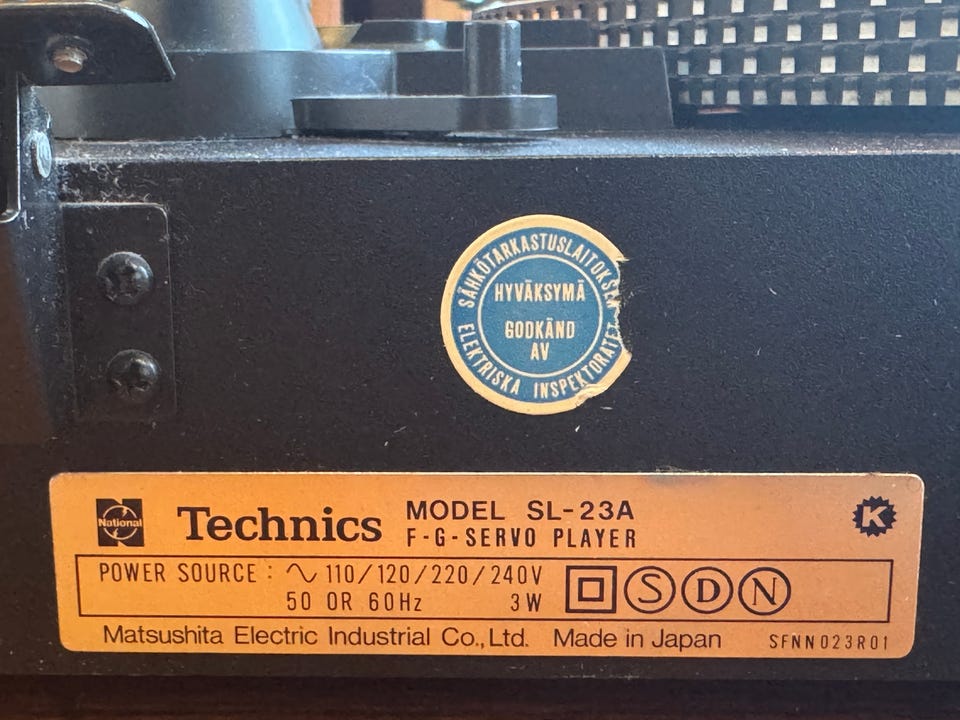 SÄHKÖTARKASTUSLAITOKSEN
HYVÄKSYMÄ
GODKÄND
AV
ELEKTRISKA INSPEKTORATET
National
Technics
MODEL SL-23A
F-G-SERVO PLAYER
K
POWER SOURCE : ∿ 110/120/220/240V
50 OR 60Hz 3W
S D N
Matsushita Electric Industrial Co., Ltd. Made in Japan SFNN023R01